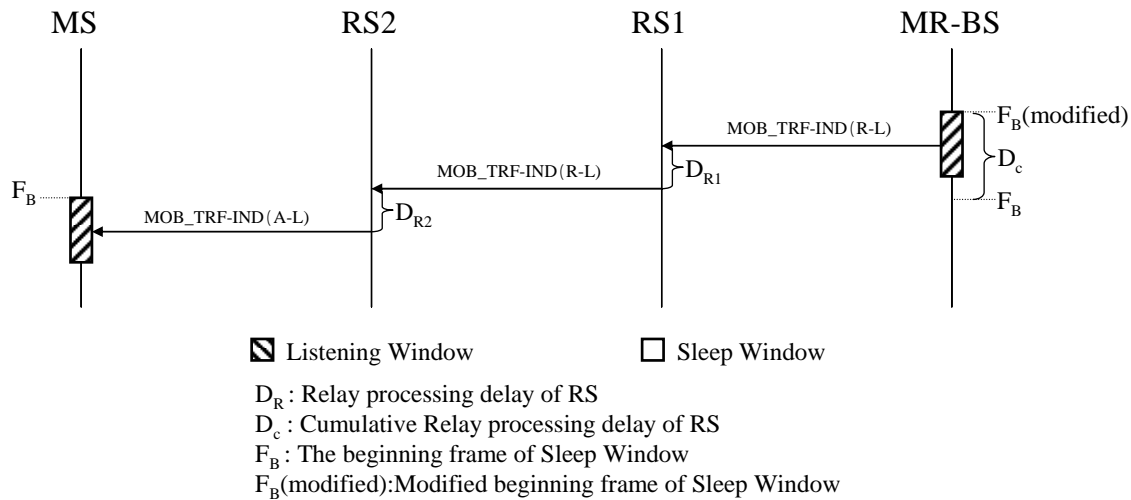 MS RS2 RS1 MR-BS
F_B(modified)
MOB_TRF-IND(R-L)
D_c
D_R1
MOB_TRF-IND(R-L)
F_B
F_B
MOB_TRF-IND(A-L)
D_R2
Listening Window Sleep Window
D_R : Relay processing delay of RS
D_c : Cumulative Relay processing delay of RS
F_B : The beginning frame of Sleep Window
F_B(modified):Modified beginning frame of Sleep Window